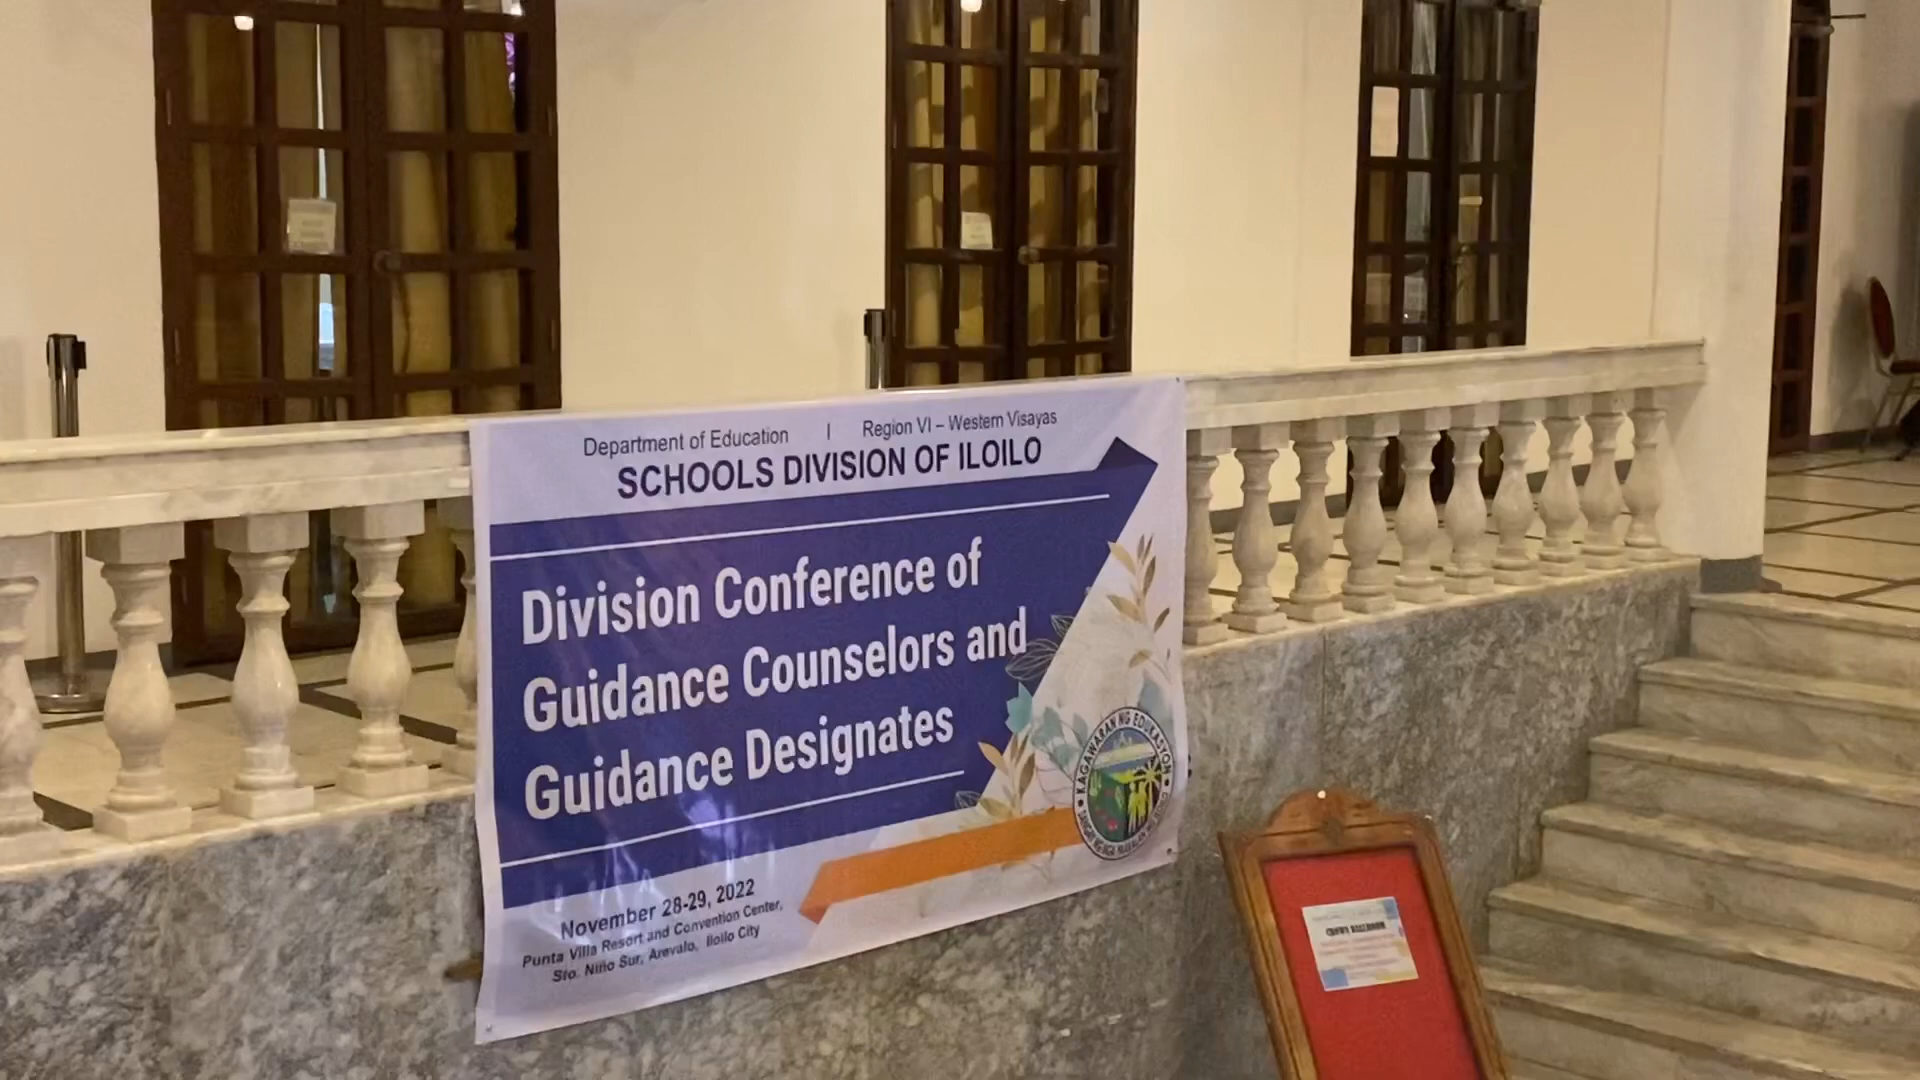 Department of Education | Region VI – Western Visayas
SCHOOLS DIVISION OF ILOILO
Division Conference of
Guidance Counselors and
Guidance Designates
KAGAWARAN NG EDUKASYON
November 28-29, 2022
Punta Villa Resort and Convention Center,
Sto. Niño Sur, Arevalo, Iloilo City
CROWN BALLROOM